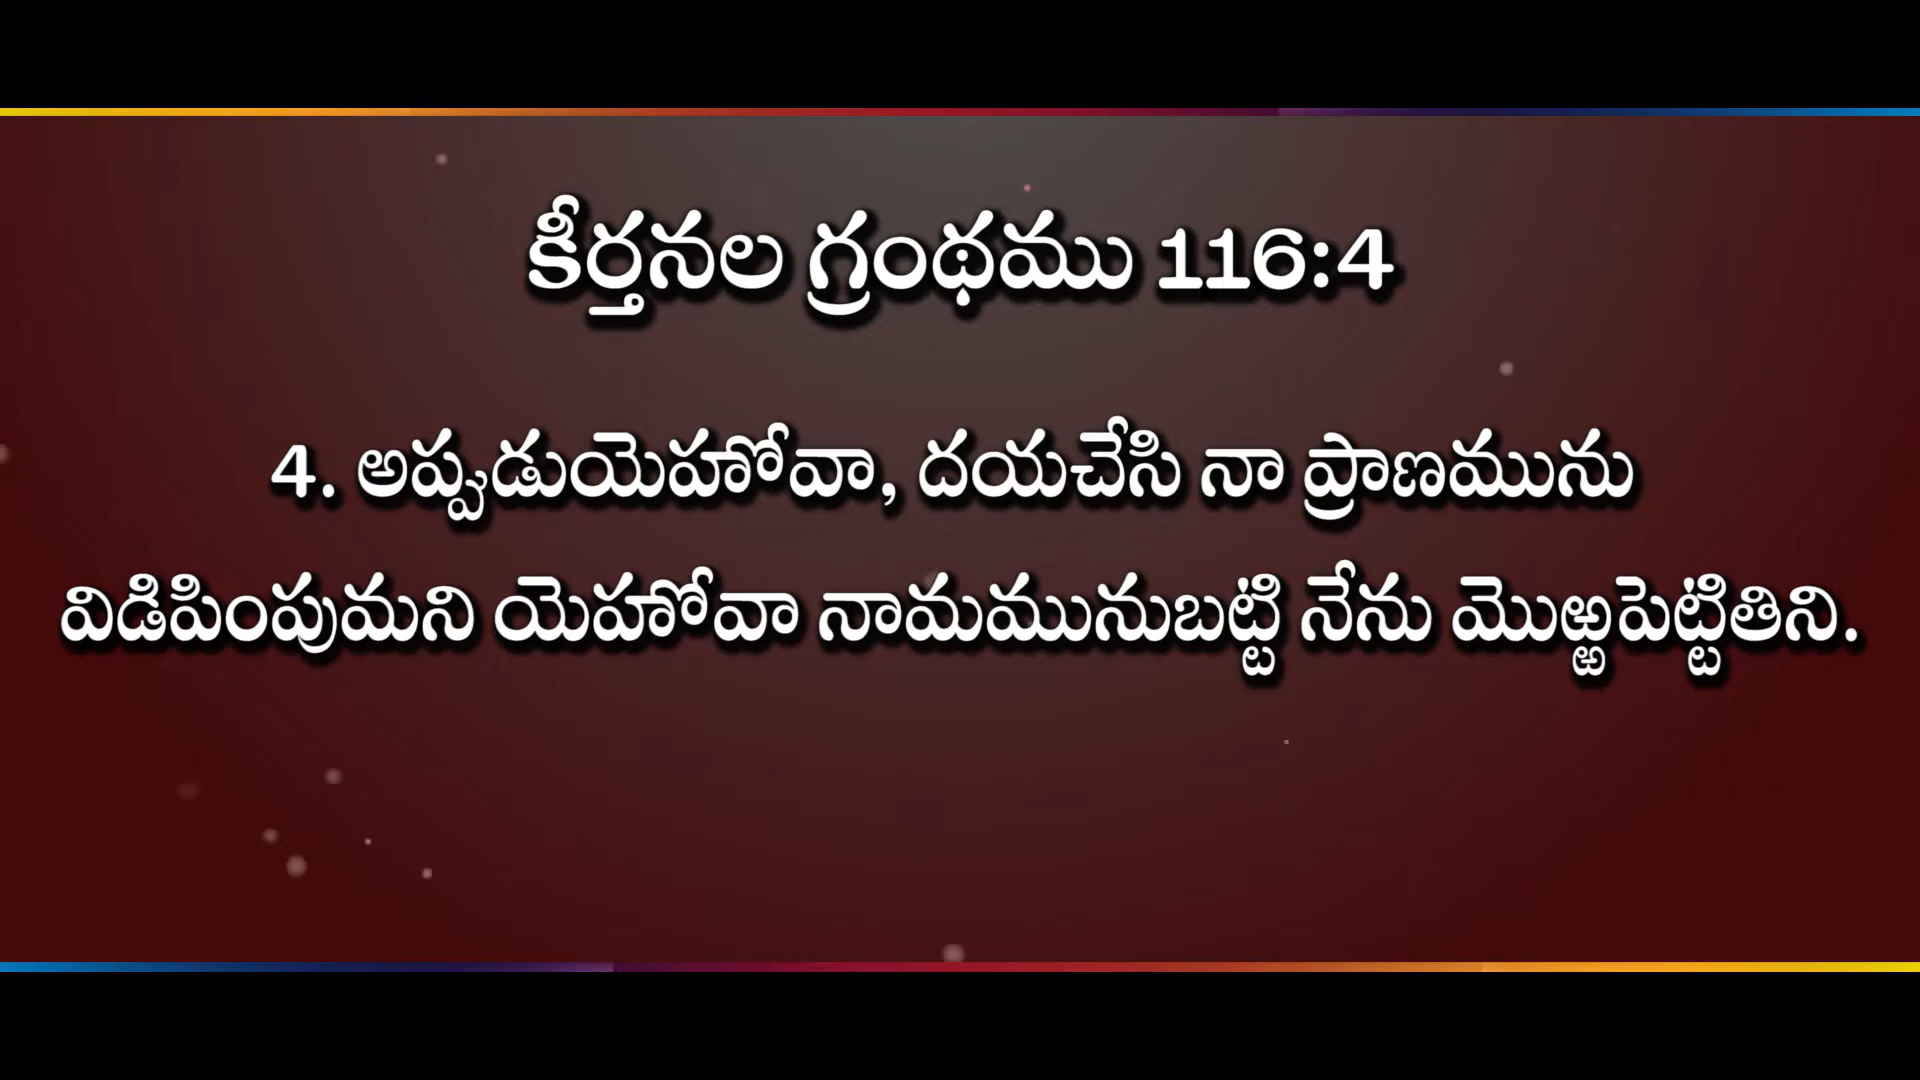 కీర్తనల గ్రంథము 116:4
4. అప్పుడుయెహోవా, దయచేసి నా ప్రాణమును
విడిపింపుమని యెహోవా నామమునుబట్టి నేను మొఱ్ఱపెట్టితిని.